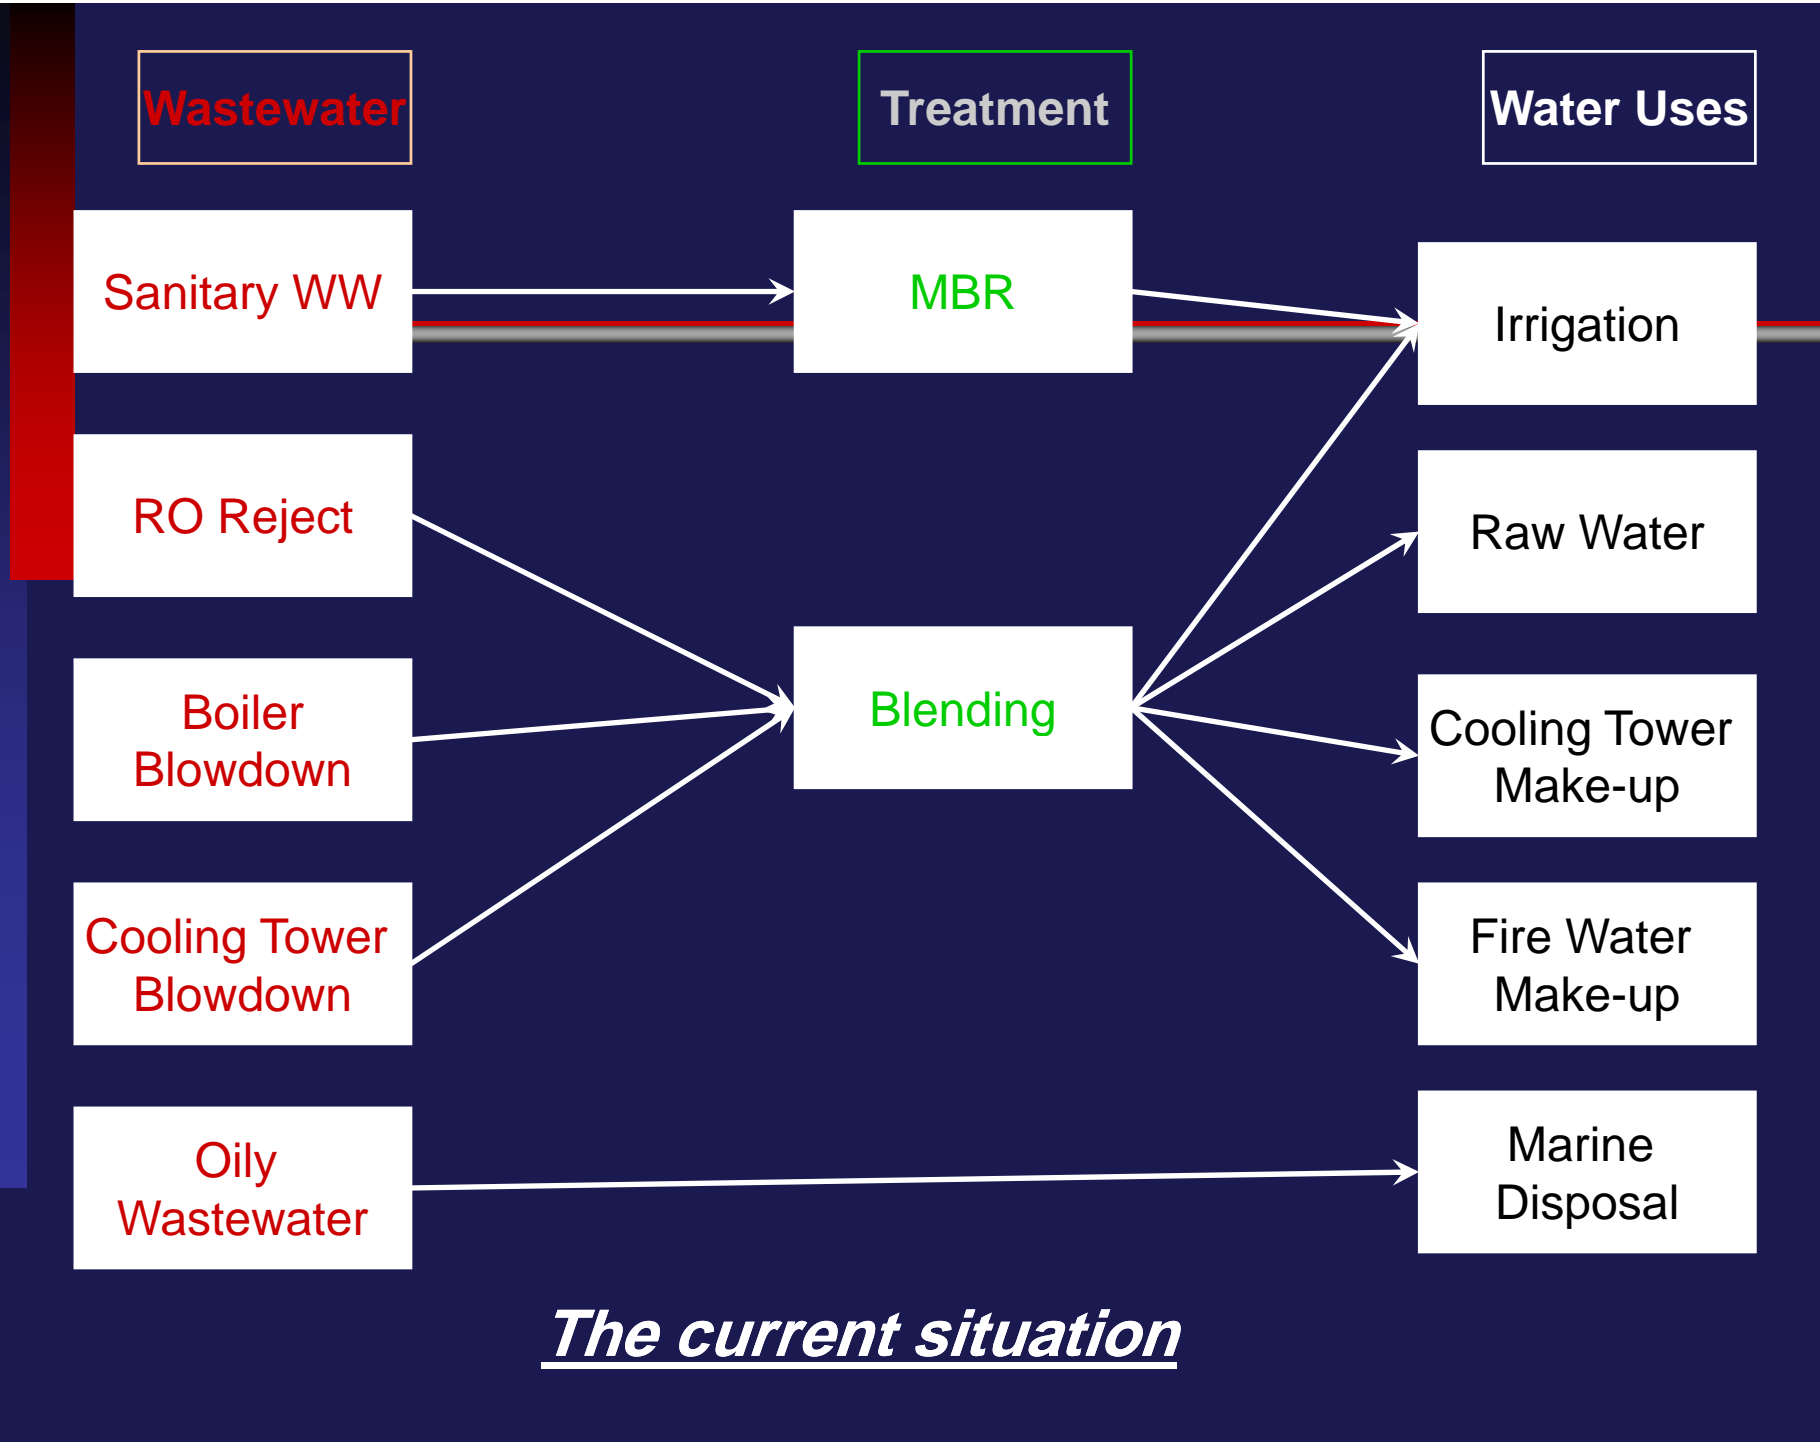 Wastewater
Treatment
Water Uses
Sanitary WW
MBR
Irrigation
RO Reject
Raw Water
Boiler
Blowdown
Blending
Cooling Tower
Make-up
Cooling Tower
Blowdown
Fire Water
Make-up
Oily
Wastewater
Marine
Disposal
The current situation